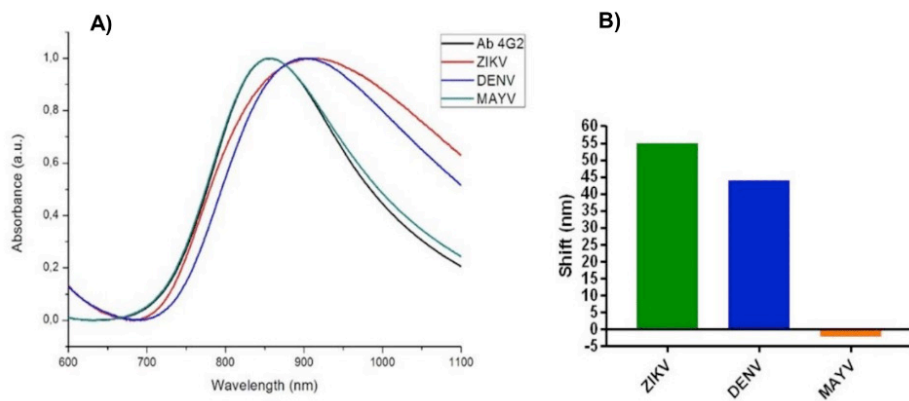 A)
Ab 4G2
ZIKV
DENV
MAYV
1,0
0,8
0,6
0,4
0,2
0,0
Absorbance (a.u.)
600 700 800 900 1000 1100
Wavelength (nm)
B)
60
55
50
45
40
35
30
25
20
15
10
5
0
-5
Shift (nm)
ZIKV DENV MAYV